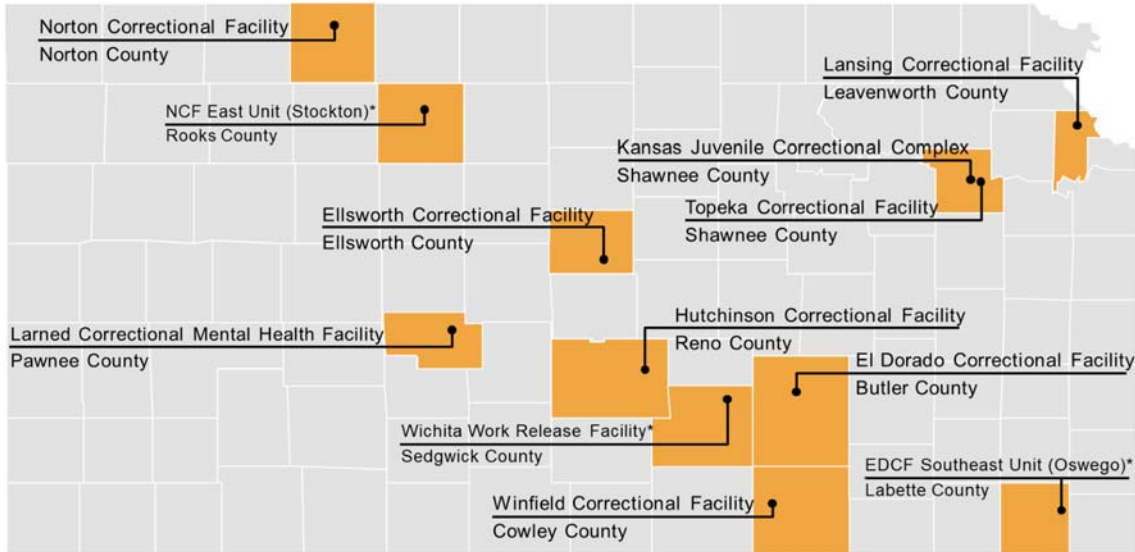 Norton Correctional Facility
Norton County
Lansing Correctional Facility
Leavenworth County
NCF East Unit (Stockton)*
Rooks County
Kansas Juvenile Correctional Complex
Shawnee County
Topeka Correctional Facility
Shawnee County
Ellsworth Correctional Facility
Ellsworth County
Larned Correctional Mental Health Facility
Pawnee County
Hutchinson Correctional Facility
Reno County
El Dorado Correctional Facility
Butler County
Wichita Work Release Facility*
Sedgwick County
EDCF Southeast Unit (Oswego)*
Labette County
Winfield Correctional Facility
Cowley County